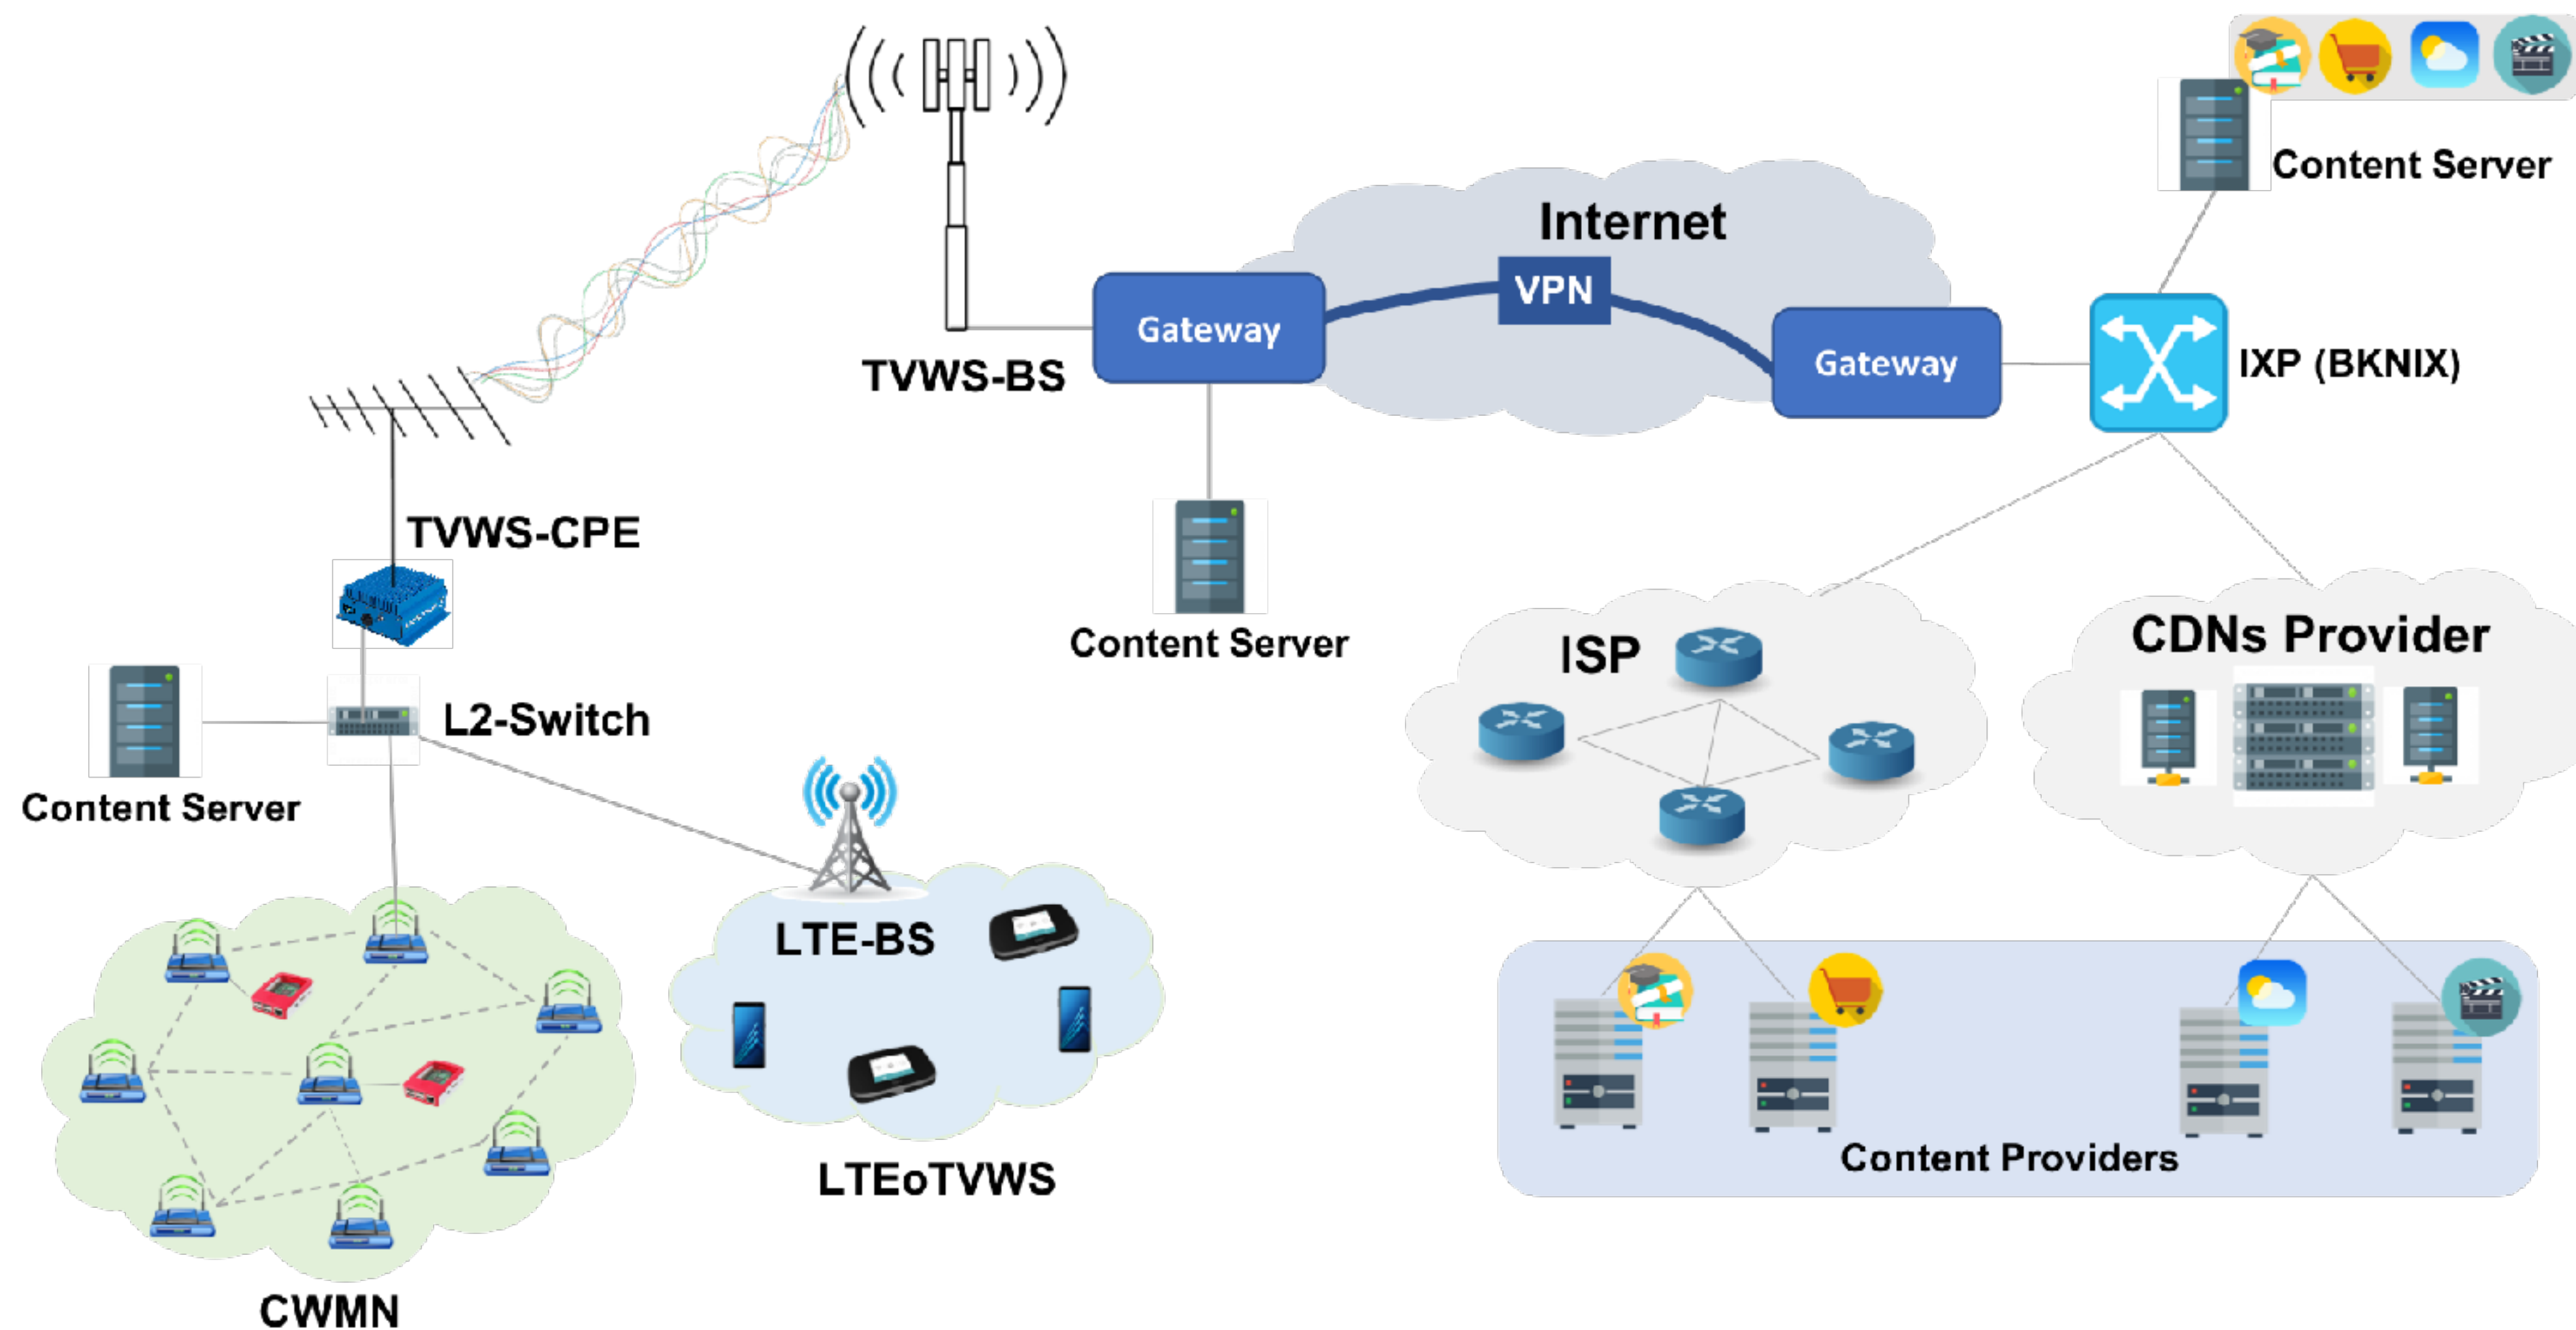 Content Server
Internet
VPN
Gateway
Gateway
TVWS-BS
IXP (BKNIX)
TVWS-CPE
Content Server
ISP
CDNs Provider
L2-Switch
Content Server
LTE-BS
LTEoTVWS
Content Providers
CWMN